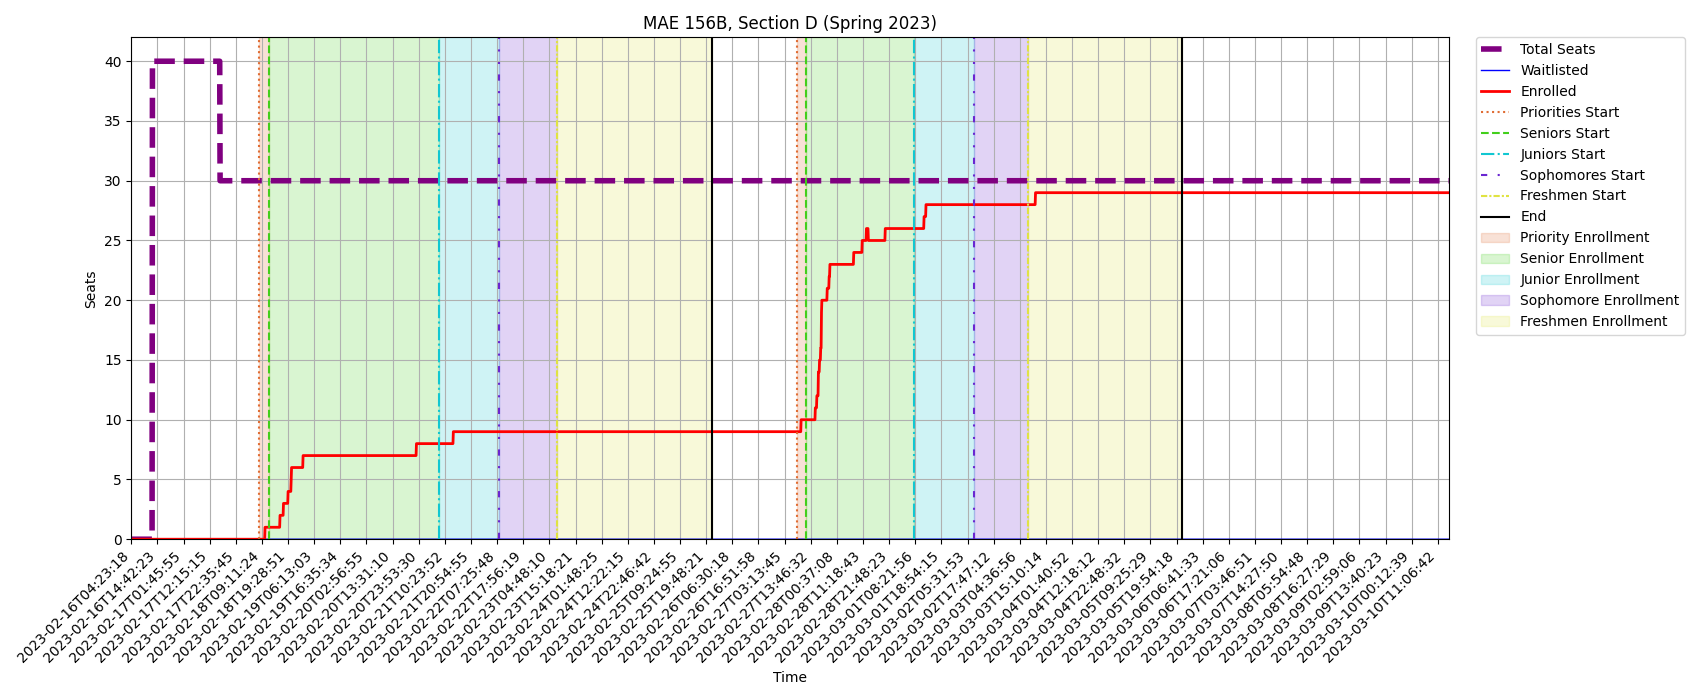 MAE 156B, Section D (Spring 2023)
Seats
40
35
30
25
20
15
10
5
0
2023-02-16T04:23:18
2023-02-16T14:42:23
2023-02-17T01:45:55
2023-02-17T12:15:15
2023-02-17T22:35:45
2023-02-18T09:11:24
2023-02-18T19:28:51
2023-02-19T06:13:03
2023-02-19T16:35:34
2023-02-20T02:56:55
2023-02-20T13:31:10
2023-02-20T23:53:30
2023-02-21T10:23:52
2023-02-21T20:54:55
2023-02-22T07:25:48
2023-02-22T17:56:19
2023-02-23T04:48:10
2023-02-23T15:18:21
2023-02-24T01:48:25
2023-02-24T12:22:15
2023-02-24T22:46:42
2023-02-25T09:24:55
2023-02-25T19:48:21
2023-02-26T06:30:18
2023-02-26T16:51:58
2023-02-27T03:13:45
2023-02-27T13:46:32
2023-02-28T00:37:08
2023-02-28T11:18:43
2023-02-28T21:48:23
2023-03-01T08:21:56
2023-03-01T18:54:15
2023-03-02T05:31:53
2023-03-02T17:47:12
2023-03-03T04:36:56
2023-03-03T15:10:14
2023-03-04T01:40:52
2023-03-04T12:18:12
2023-03-04T22:48:32
2023-03-05T09:25:29
2023-03-05T19:54:18
2023-03-06T06:41:33
2023-03-06T17:21:06
2023-03-07T03:46:51
2023-03-07T14:27:50
2023-03-08T05:54:48
2023-03-08T16:27:29
2023-03-09T02:59:06
2023-03-09T13:40:23
2023-03-10T00:12:39
2023-03-10T11:06:42
Time
Total Seats
Waitlisted
Enrolled
Priorities Start
Seniors Start
Juniors Start
Sophomores Start
Freshmen Start
End
Priority Enrollment
Senior Enrollment
Junior Enrollment
Sophomore Enrollment
Freshmen Enrollment